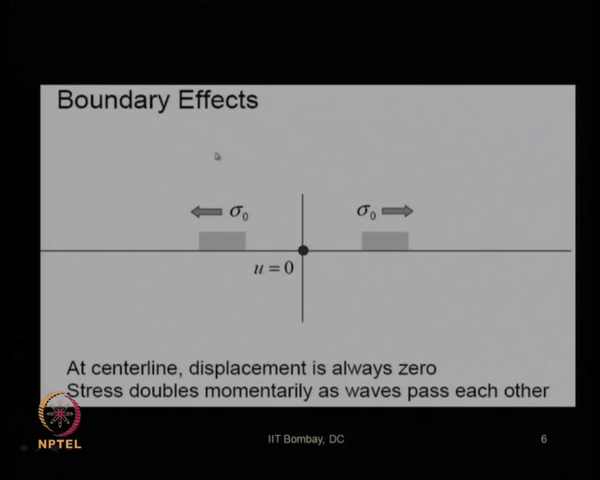 Boundary Effects
σ₀ σ₀
u = 0
At centerline, displacement is always zero
Stress doubles momentarily as waves pass each other
NPTEL
IIT Bombay, DC
6